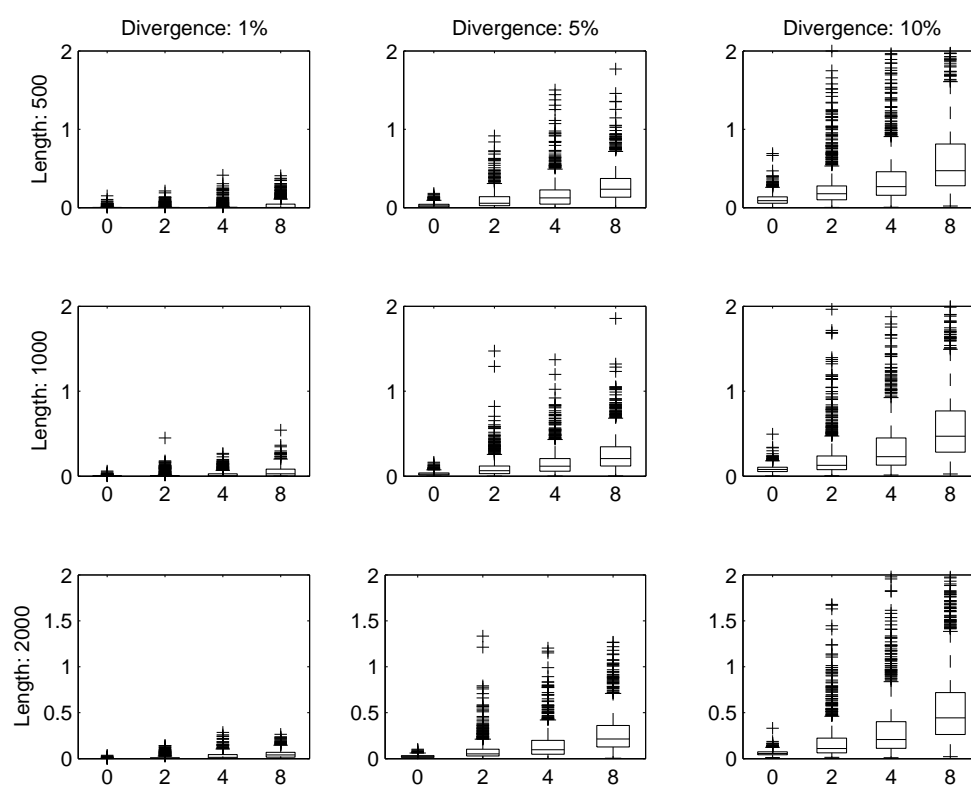 Divergence: 1% Divergence: 5% Divergence: 10%
Length: 500
2 2 2
1 1 1
0 0 0
0 2 4 8 0 2 4 8 0 2 4 8
Length: 1000
2 2 2
1 1 1
0 0 0
0 2 4 8 0 2 4 8 0 2 4 8
Length: 2000
2 2 2
1.5 1.5 1.5
1 1 1
0.5 0.5 0.5
0 0 0
0 2 4 8 0 2 4 8 0 2 4 8